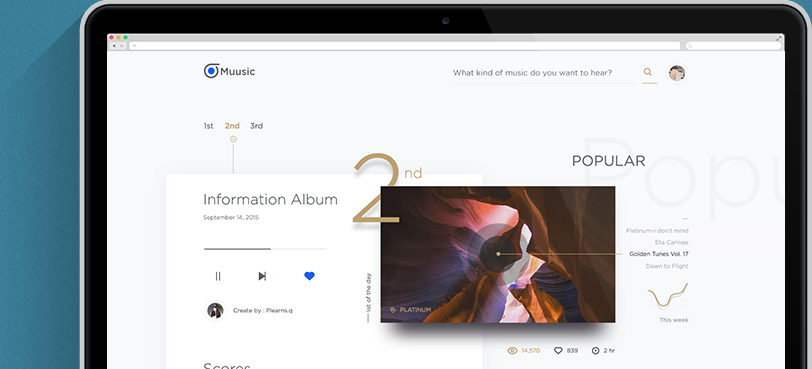 Muusic
What kind of music do you want to hear?
1st 2nd 3rd
2nd
POPULAR
Popu
Information Album
September 14, 2015
Platinum-i don't mind
Eta Carinae
Golden Tunes Vol. 17
Dawn to Flight
list of the day
Create by : Plearns.q
PLATINUM
This week
14,570 839 2 hr
Scores